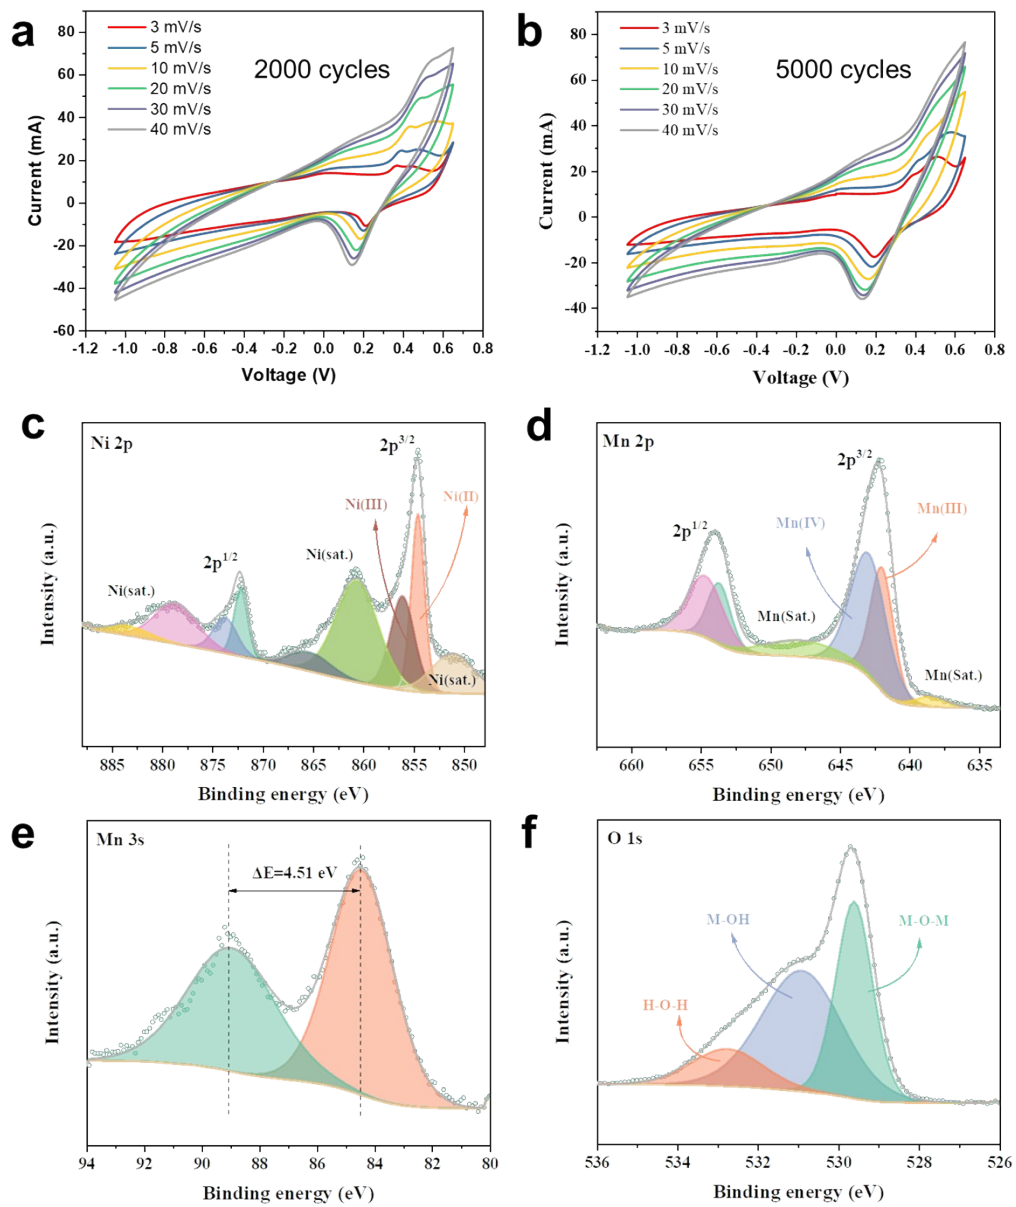 a
3 mV/s
5 mV/s
10 mV/s
20 mV/s
30 mV/s
40 mV/s
2000 cycles
80
60
40
20
0
-20
-40
-60
-1.2 -1.0 -0.8 -0.6 -0.4 -0.2 0.0 0.2 0.4 0.6 0.8
Current (mA)
Voltage (V)
b
3 mV/s
5 mV/s
10 mV/s
20 mV/s
30 mV/s
40 mV/s
5000 cycles
80
60
40
20
0
-20
-40
-1.2 -1.0 -0.8 -0.6 -0.4 -0.2 0.0 0.2 0.4 0.6 0.8
Current (mA)
Voltage (V)
c
Ni 2p
2p3/2
Ni(III)
Ni(II)
2p1/2
Ni(sat.)
Ni(sat.)
Ni(sat.)
885 880 875 870 865 860 855 850
Intensity (a.u.)
Binding energy (eV)
d
Mn 2p
2p3/2
Mn(IV)
Mn(III)
2p1/2
Mn(Sat.)
Mn(Sat.)
660 655 650 645 640 635
Intensity (a.u.)
Binding energy (eV)
e
Mn 3s
ΔE=4.51 eV
94 92 90 88 86 84 82 80
Intensity (a.u.)
Binding energy (eV)
f
O 1s
M-OH
M-O-M
H-O-H
536 534 532 530 528 526
Intensity (a.u.)
Binding energy (eV)